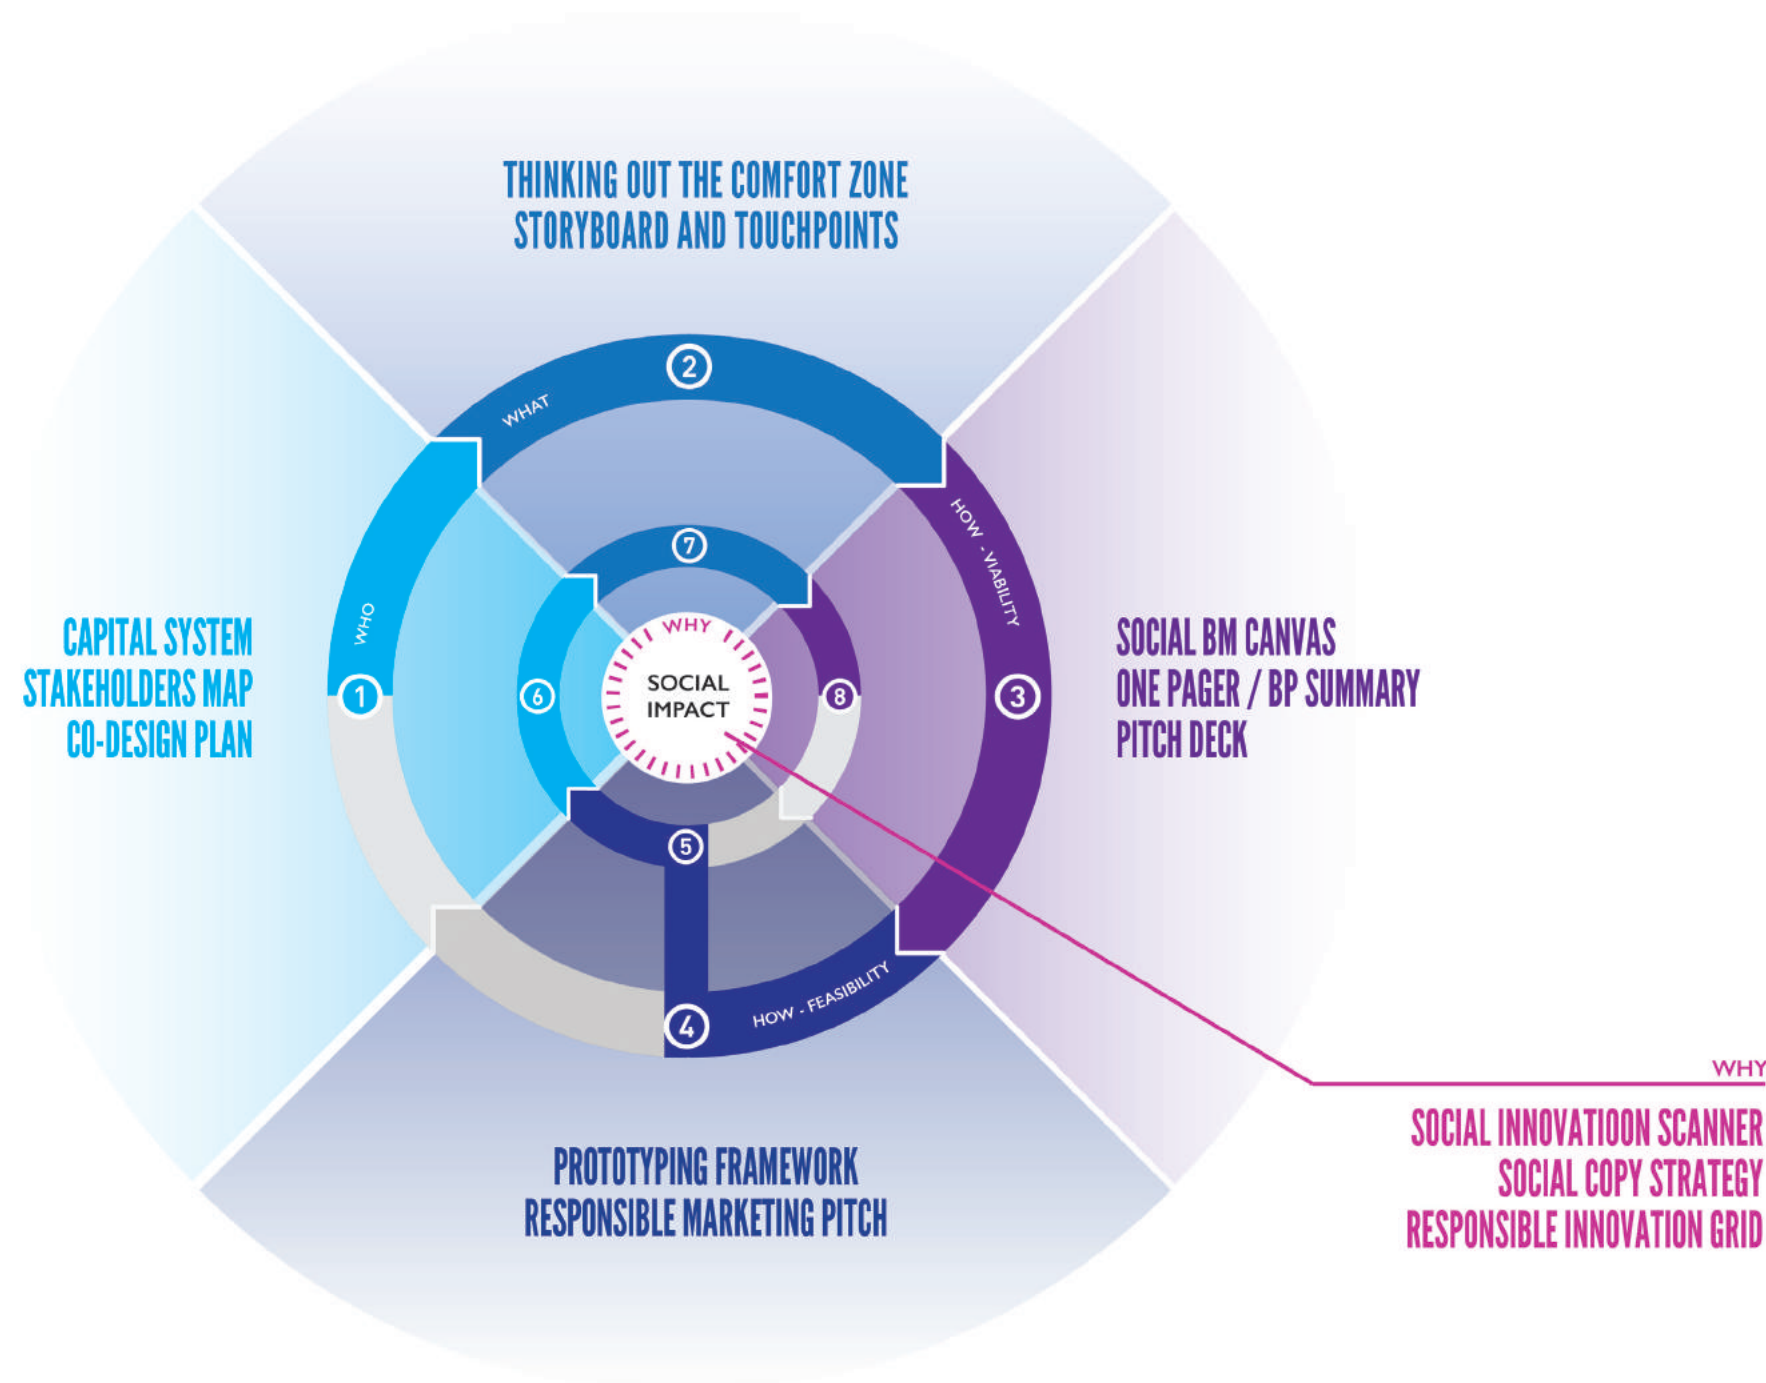 THINKING OUT THE COMFORT ZONE
STORYBOARD AND TOUCHPOINTS
2
WHAT
HOW - VIABILITY
7
WHO
WHY
SOCIAL
IMPACT
CAPITAL SYSTEM
STAKEHOLDERS MAP
CO-DESIGN PLAN
1
6
8
3
SOCIAL BM CANVAS
ONE PAGER / BP SUMMARY
PITCH DECK
5
4
HOW - FEASIBILITY
PROTOTYPING FRAMEWORK
RESPONSIBLE MARKETING PITCH
WHY
SOCIAL INNOVATIOON SCANNER
SOCIAL COPY STRATEGY
RESPONSIBLE INNOVATION GRID